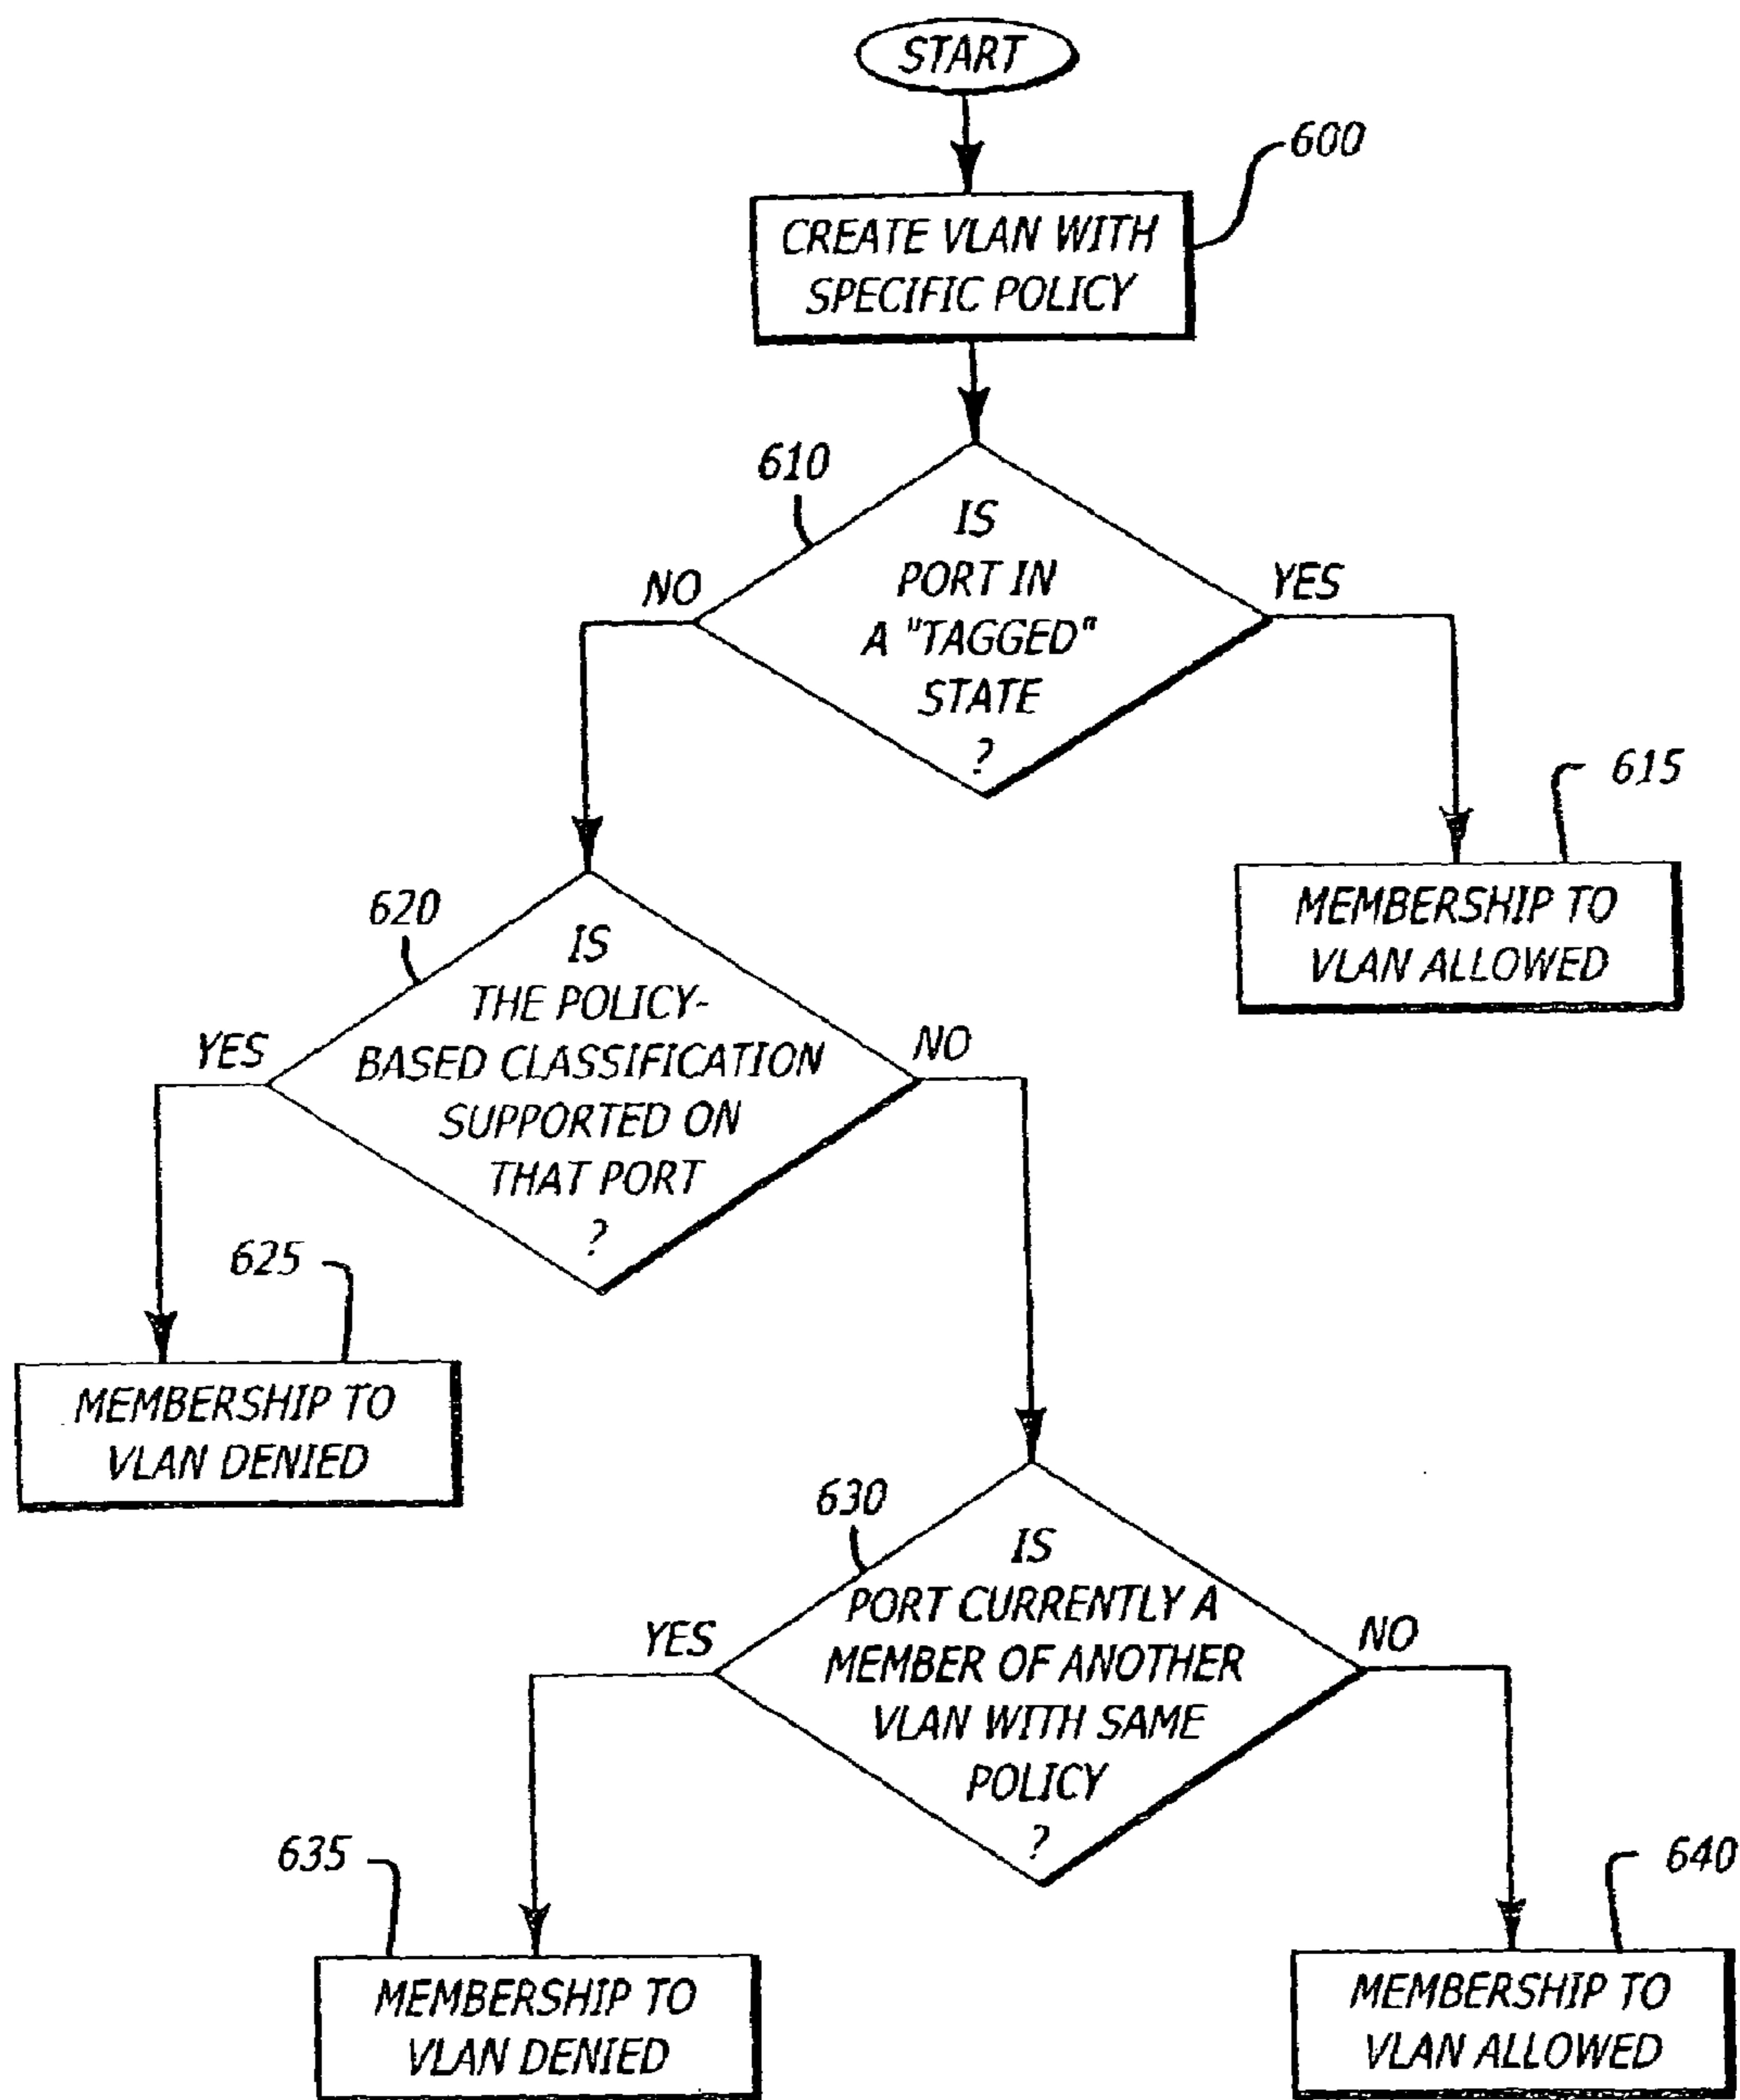 START
600
CREATE VLAN WITH
SPECIFIC POLICY
610
IS
PORT IN
A "TAGGED"
STATE
?
NO
YES
615
MEMBERSHIP TO
VLAN ALLOWED
620
IS
THE POLICY-
BASED CLASSIFICATION
SUPPORTED ON
THAT PORT
?
YES
NO
625
MEMBERSHIP TO
VLAN DENIED
630
IS
PORT CURRENTLY A
MEMBER OF ANOTHER
VLAN WITH SAME
POLICY
?
YES
NO
635
MEMBERSHIP TO
VLAN DENIED
640
MEMBERSHIP TO
VLAN ALLOWED